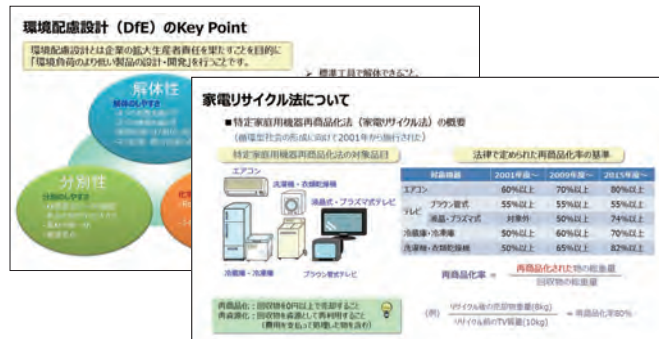 環境配慮設計（DfE）のKey Point
環境配慮設計とは企業の拡大生産者責任を果たすことを目的に
「環境負荷のより低い製品の設計・開発」を行うことです。
➢ 標準工具で解体できること。
解体性
解体のしやすさ
分別性
分別のしやすさ
家電リサイクル法について
■特定家庭用機器再商品化法（家電リサイクル法）の概要
（循環型社会の形成に向けて2001年から施行された）
特定家庭用機器再商品化法の対象品目
エアコン
洗濯機・衣類乾燥機
液晶式・プラズマ式テレビ
冷蔵庫・冷凍庫
ブラウン管式テレビ
法律で定められた再商品化率の基準
対象機器 2001年度～ 2009年度～ 2015年度～
エアコン 60%以上 70%以上 80%以上
テレビ ブラウン管式 55%以上 55%以上 55%以上
液晶・プラズマ式 対象外 50%以上 74%以上
冷蔵庫・冷凍庫 50%以上 60%以上 70%以上
洗濯機・衣類乾燥機 50%以上 65%以上 82%以上
再商品化率 = 再商品化された物の総重量
回収物の総重量
再商品化：回収物を0円以上で売却すること
再資源化：回収物を資源として再利用すること
（費用を支払って処理した物を含む）
（例） リサイクル後の売却物重量(8kg)
リサイクル前のTV質量(10kg)
= 再商品化率80%